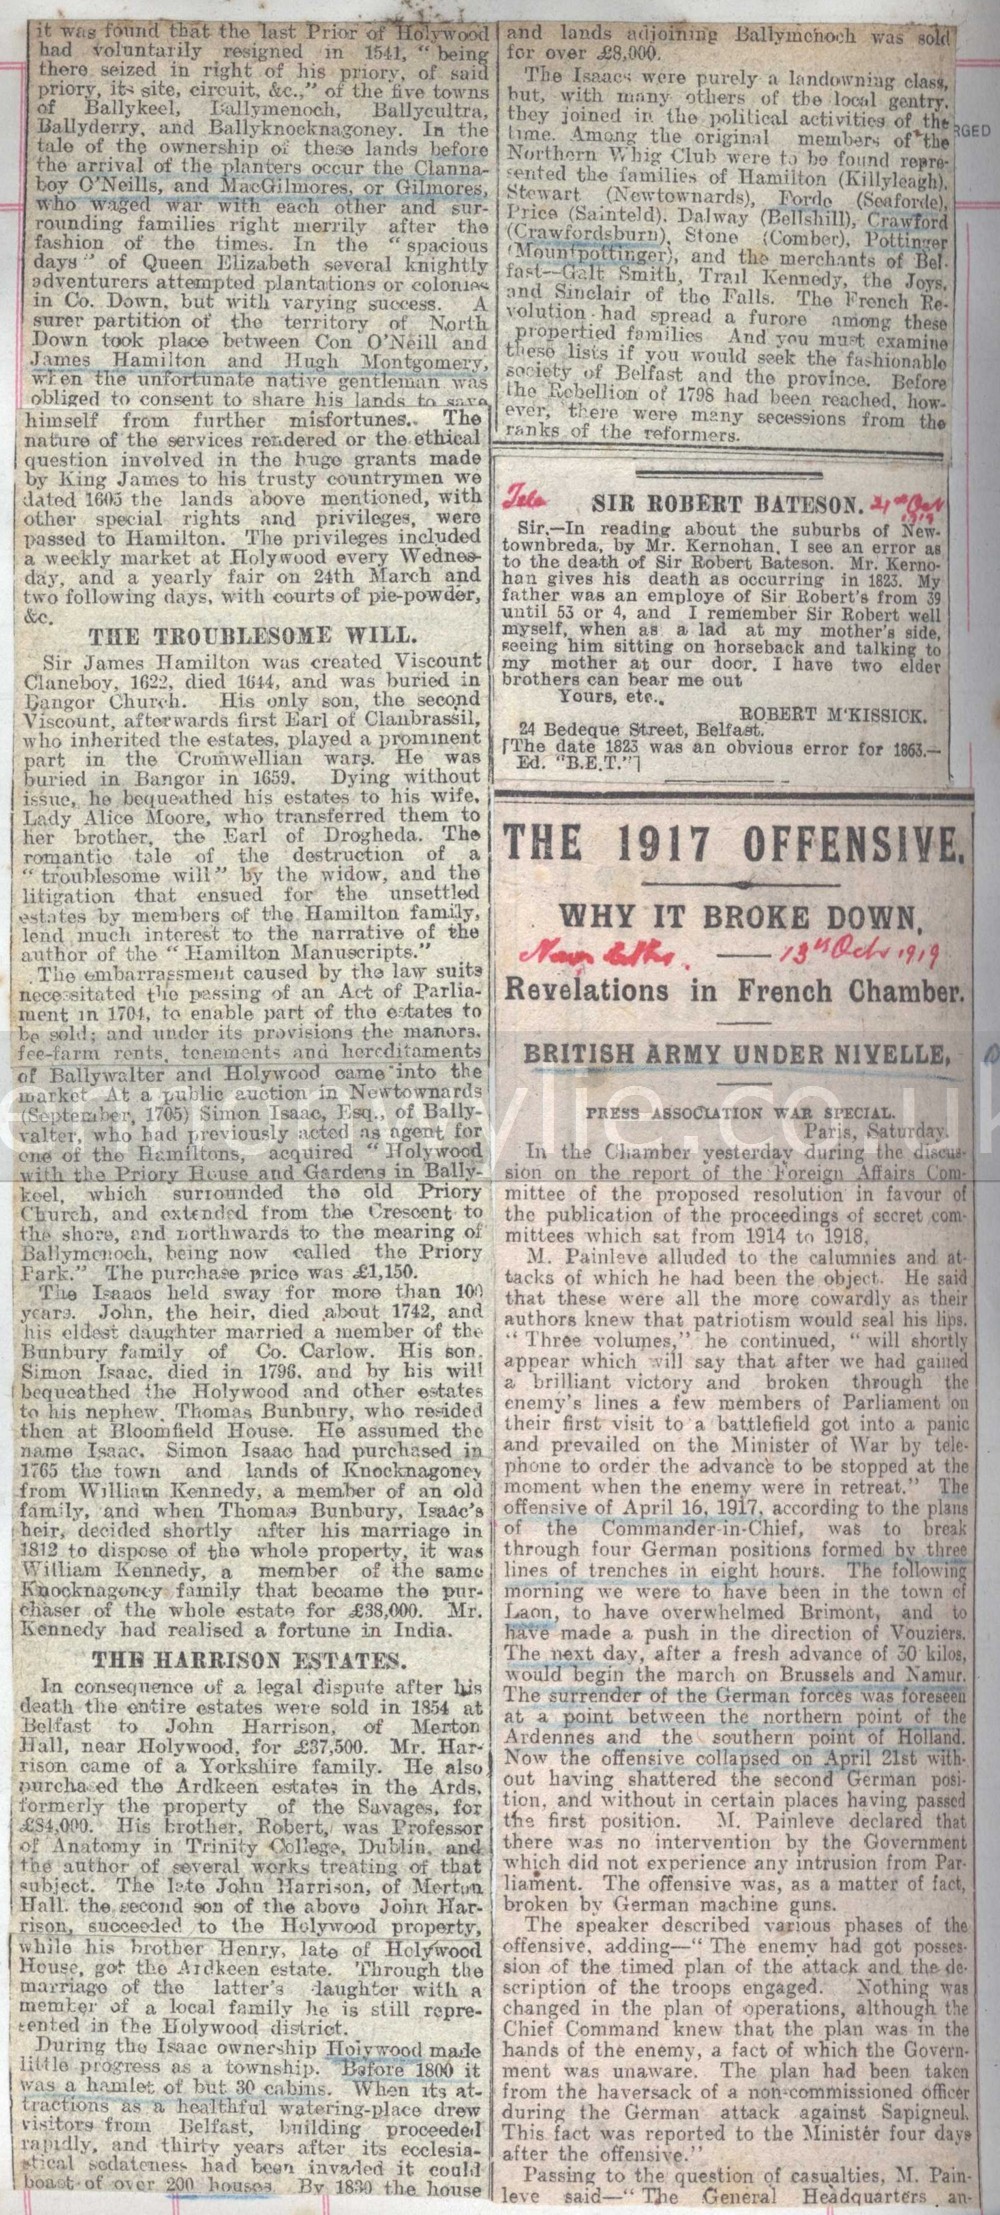 it was found that the last Prior of Holywood
had voluntarily resigned in 1541, "being
there seized in right of his priory, of said
priory, its site, circuit, &c.," of the five towns
of Ballykeel, Ballymenoch, Ballycultra,
Ballyderry, and Ballyknocknagoney. In the
tale of the ownership of these lands before
the arrival of the planters occur the Clanna-
boy O'Neills, and MacGilmores, or Gilmores,
who waged war with each other and sur-
rounding families right merrily after the
fashion of the times. In the "spacious
days" of Queen Elizabeth several knightly
adventurers attempted plantations or colonies
in Co. Down, but with varying success. A
surer partition of the territory of North
Down took place between Con O'Neill and
James Hamilton and Hugh Montgomery,
when the unfortunate native gentleman was
obliged to consent to share his lands to save
himself from further misfortunes. The
nature of the services rendered or the ethical
question involved in the huge grants made
by King James to his trusty countrymen we
dated 1605 the lands above mentioned, with
other special rights and privileges, were
passed to Hamilton. The privileges included
a weekly market at Holywood every Wednes-
day, and a yearly fair on 24th March and
two following days, with courts of pie-powder,
&c.
THE TROUBLESOME WILL.
Sir James Hamilton was created Viscount
Claneboy, 1622, died 1644, and was buried in
Bangor Church. His only son, the second
Viscount, afterwards first Earl of Clanbrassil,
who inherited the estates, played a prominent
part in the Cromwellian wars. He was
buried in Bangor in 1659. Dying without
issue, he bequeathed his estates to his wife,
Lady Alice Moore, who transferred them to
her brother, the Earl of Drogheda. The
romantic tale of the destruction of a
"troublesome will" by the widow, and the
litigation that ensued for the unsettled
estates by members of the Hamilton family,
lend much interest to the narrative of the
author of the "Hamilton Manuscripts."
The embarrassment caused by the law suits
necessitated the passing of an Act of Parlia-
ment in 1704, to enable part of the estates to
be sold; and under its provisions the manors,
fee-farm rents, tenements and hereditaments
of Ballywalter and Holywood came into the
market At a public auction in Newtownards
(September, 1705) Simon Isaac, Esq., of Bally-
valter, who had previously acted as agent for
one of the Hamiltons, acquired "Holywood
with the Priory House and Gardens in Bally-
keel, which surrounded the old Priory
Church, and extended from the Crescent to
the shore, and northwards to the mearing of
Ballymenoch, being now called the Priory
Park." The purchase price was £1,150.
The Isaacs held sway for more than 100
years. John, the heir, died about 1742, and
his eldest daughter married a member of the
Bunbury family of Co. Carlow. His son,
Simon Isaac, died in 1796, and by his will
bequeathed the Holywood and other estates
to his nephew, Thomas Bunbury, who resided
then at Bloomfield House. He assumed the
name Isaac. Simon Isaac had purchased in
1765 the town and lands of Knocknagoney
from William Kennedy, a member of an old
family, and when Thomas Bunbury, Isaac's
heir, decided shortly after his marriage in
1812 to dispose of the whole property, it was
William Kennedy, a member of the same
Knocknagoney family that became the pur-
chaser of the whole estate for £38,000. Mr.
Kennedy had realised a fortune in India.
THE HARRISON ESTATES.
In consequence of a legal dispute after his
death the entire estates were sold in 1854 at
Belfast to John Harrison, of Merton
Hall, near Holywood, for £37,500. Mr. Har-
rison came of a Yorkshire family. He also
purchased the Ardkeen estates in the Ards,
formerly the property of the Savages, for
£84,000. His brother, Robert, was Professor
of Anatomy in Trinity College, Dublin, and
the author of several works treating of that
subject. The late John Harrison, of Merton
Hall, the second son of the above John Har-
rison, succeeded to the Holywood property,
while his brother Henry, late of Holywood
House, got the Ardkeen estate. Through the
marriage of the latter's daughter with a
member of a local family he is still repre-
sented in the Holywood district.
During the Isaac ownership Holywood made
little progress as a township. Before 1800 it
was a hamlet of but 30 cabins. When its at-
tractions as a healthful watering-place drew
visitors from Belfast, building proceeded
rapidly, and thirty years after its ecclesia-
stical sedateness had been invaded it could
boast of over 200 houses. By 1830 the house
and lands adjoining Ballymenoch was sold
for over £8,000.
The Isaacs were purely a landowning class,
but, with many others of the local gentry,
they joined in the political activities of the
time. Among the original members of the
Northern Whig Club were to be found repre-
sented the families of Hamilton (Killyleagh),
Stewart (Newtownards), Forde (Seaforde),
Price (Saintfield), Dalway (Bellshill), Crawford
(Crawfordsburn), Stone (Comber), Pottinger
(Mountpottinger), and the merchants of Bel-
fast—Galt Smith, Trail Kennedy, the Joys,
and Sinclair of the Falls. The French Re-
volution had spread a furore among these
propertied families And you must examine
these lists if you would seek the fashionable
society of Belfast and the province. Before
the Rebellion of 1798 had been reached, how-
ever, there were many secessions from the
ranks of the reformers.
RGED
Tele 21st Oct 1919
SIR ROBERT BATESON.
Sir,—In reading about the suburbs of New-
townbreda, by Mr. Kernohan, I see an error as
to the death of Sir Robert Bateson. Mr. Kerno-
han gives his death as occurring in 1823. My
father was an employe of Sir Robert's from 39
until 53 or 4, and I remember Sir Robert well
myself, when as a lad at my mother's side,
seeing him sitting on horseback and talking to
my mother at our door. I have two elder
brothers can bear me out
Yours, etc.,
ROBERT M'KISSICK.
24 Bedeque Street, Belfast.
[The date 1823 was an obvious error for 1863.—
Ed. "B.E.T."]
THE 1917 OFFENSIVE.
WHY IT BROKE DOWN.
News Letter. 13th Oct 1919
Revelations in French Chamber.
BRITISH ARMY UNDER NIVELLE.
PRESS ASSOCIATION WAR SPECIAL.
Paris, Saturday.
In the Chamber yesterday during the discus-
sion on the report of the Foreign Affairs Com-
mittee of the proposed resolution in favour of
the publication of the proceedings of secret com-
mittees which sat from 1914 to 1918,
M. Painleve alluded to the calumnies and at-
tacks of which he had been the object. He said
that these were all the more cowardly as their
authors knew that patriotism would seal his lips.
"Three volumes," he continued, "will shortly
appear which will say that after we had gained
a brilliant victory and broken through the
enemy's lines a few members of Parliament on
their first visit to a battlefield got into a panic
and prevailed on the Minister of War by tele-
phone to order the advance to be stopped at the
moment when the enemy were in retreat." The
offensive of April 16, 1917, according to the plans
of the Commander-in-Chief, was to break
through four German positions formed by three
lines of trenches in eight hours. The following
morning we were to have been in the town of
Laon, to have overwhelmed Brimont, and to
have made a push in the direction of Vouziers.
The next day, after a fresh advance of 30 kilos,
would begin the march on Brussels and Namur.
The surrender of the German forces was foreseen
at a point between the northern point of the
Ardennes and the southern point of Holland.
Now the offensive collapsed on April 21st with-
out having shattered the second German posi-
tion, and without in certain places having passed
the first position. M. Painleve declared that
there was no intervention by the Government
which did not experience any intrusion from Par-
liament. The offensive was, as a matter of fact,
broken by German machine guns.
The speaker described various phases of the
offensive, adding—"The enemy had got posses-
sion of the timed plan of the attack and the de-
scription of the troops engaged. Nothing was
changed in the plan of operations, although the
Chief Command knew that the plan was in the
hands of the enemy, a fact of which the Govern-
ment was unaware. The plan had been taken
from the haversack of a non-commissioned officer
during the German attack against Sapigneul.
This fact was reported to the Minister four days
after the offensive."
Passing to the question of casualties, M. Pain-
leve said—"The General Headquarters an-